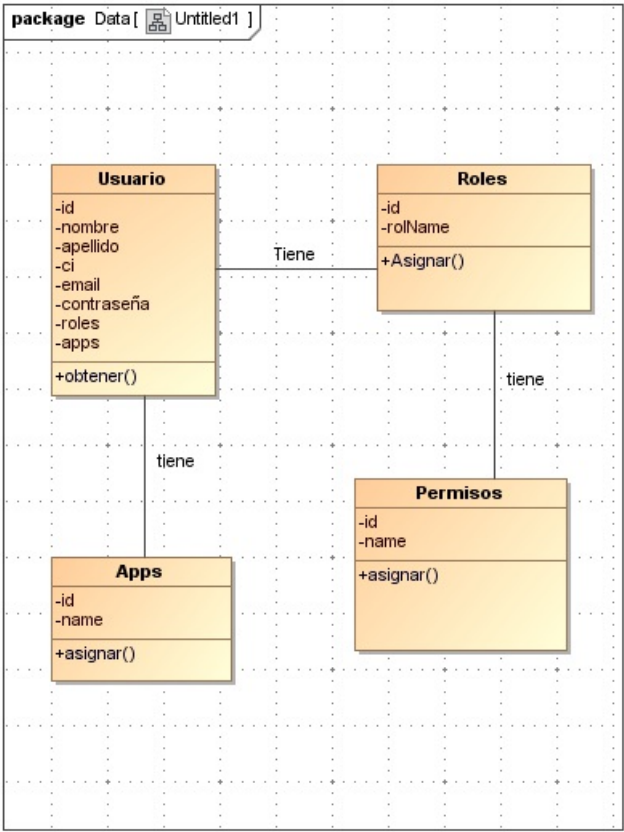 package Data [ Untitled1 ]
Usuario
-id
-nombre
-apellido
-ci
-email
-contraseña
-roles
-apps
+obtener()
Tiene
Roles
-id
-rolName
+Asignar()
tiene
tiene
Permisos
-id
-name
+asignar()
Apps
-id
-name
+asignar()